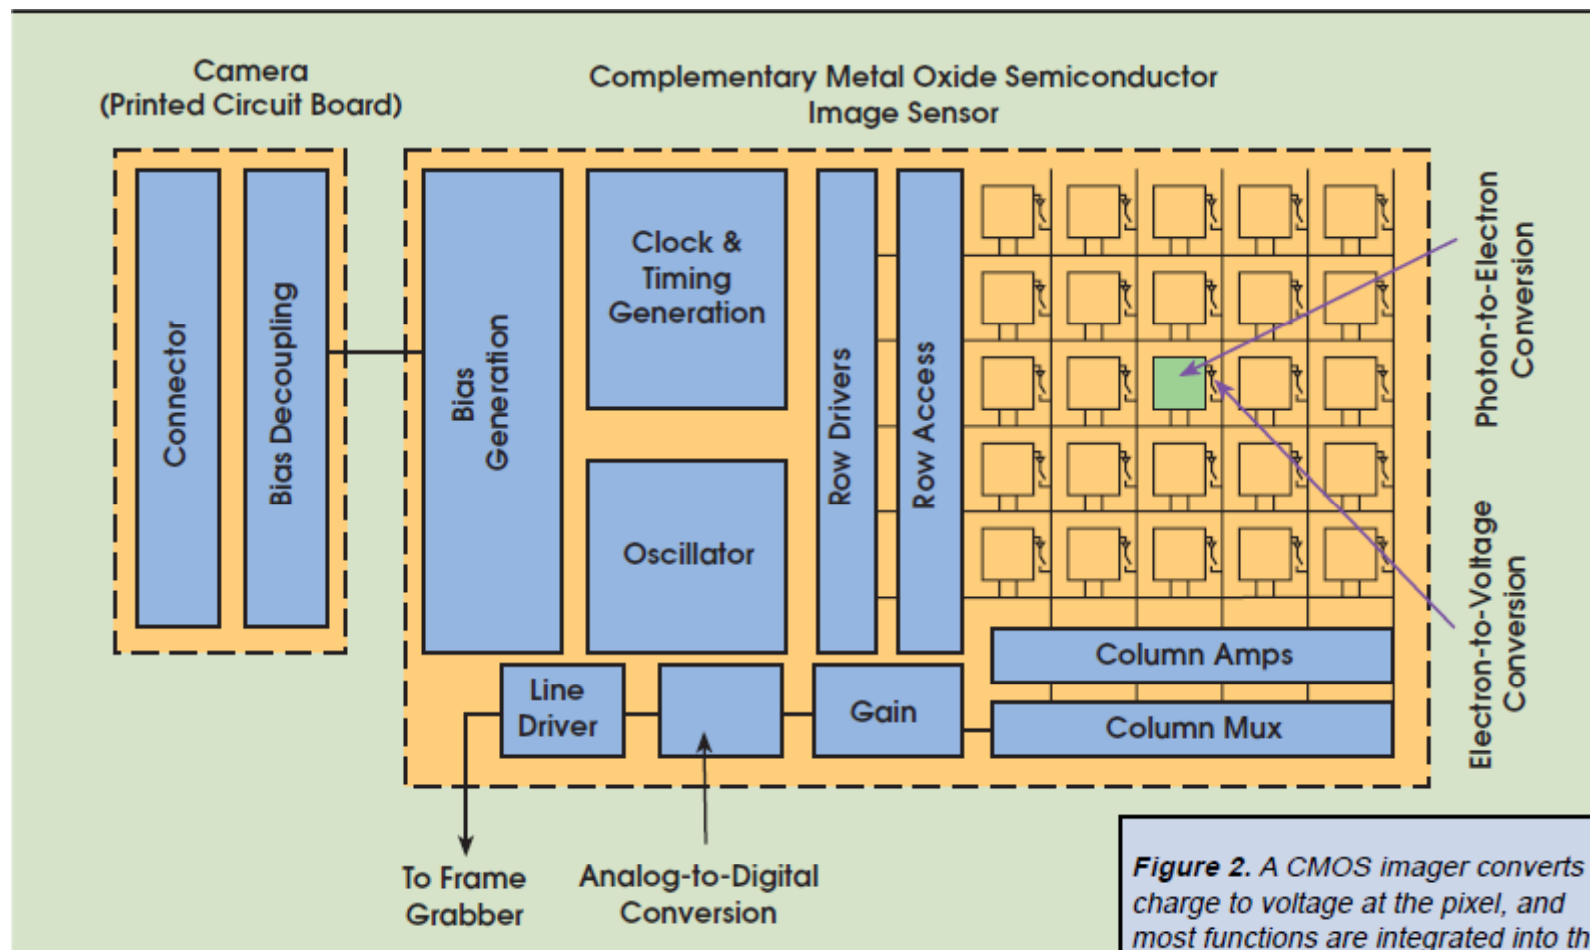 Camera
(Printed Circuit Board)
Complementary Metal Oxide Semiconductor
Image Sensor
Connector
Bias Decoupling
Bias
Generation
Clock &
Timing
Generation
Oscillator
Row Drivers
Row Access
Photon-to-Electron
Conversion
Electron-to-Voltage
Conversion
Column Amps
Column Mux
Line
Driver
Gain
To Frame
Grabber
Analog-to-Digital
Conversion
Figure 2. A CMOS imager converts
charge to voltage at the pixel, and
most functions are integrated into th